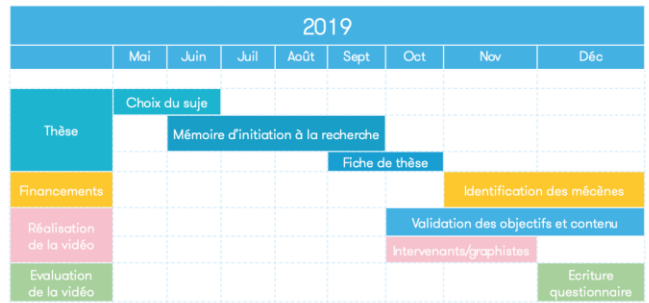 2019
Mai Juin Juil Août Sept Oct Nov Déc
Thèse
Choix du suje
Mémoire d'initiation à la recherche
Fiche de thèse
Financements
Identification des mécènes
Réalisation
de la vidéo
Validation des objectifs et contenu
Intervenants/graphistes
Evaluation
de la vidéo
Ecriture
questionnaire